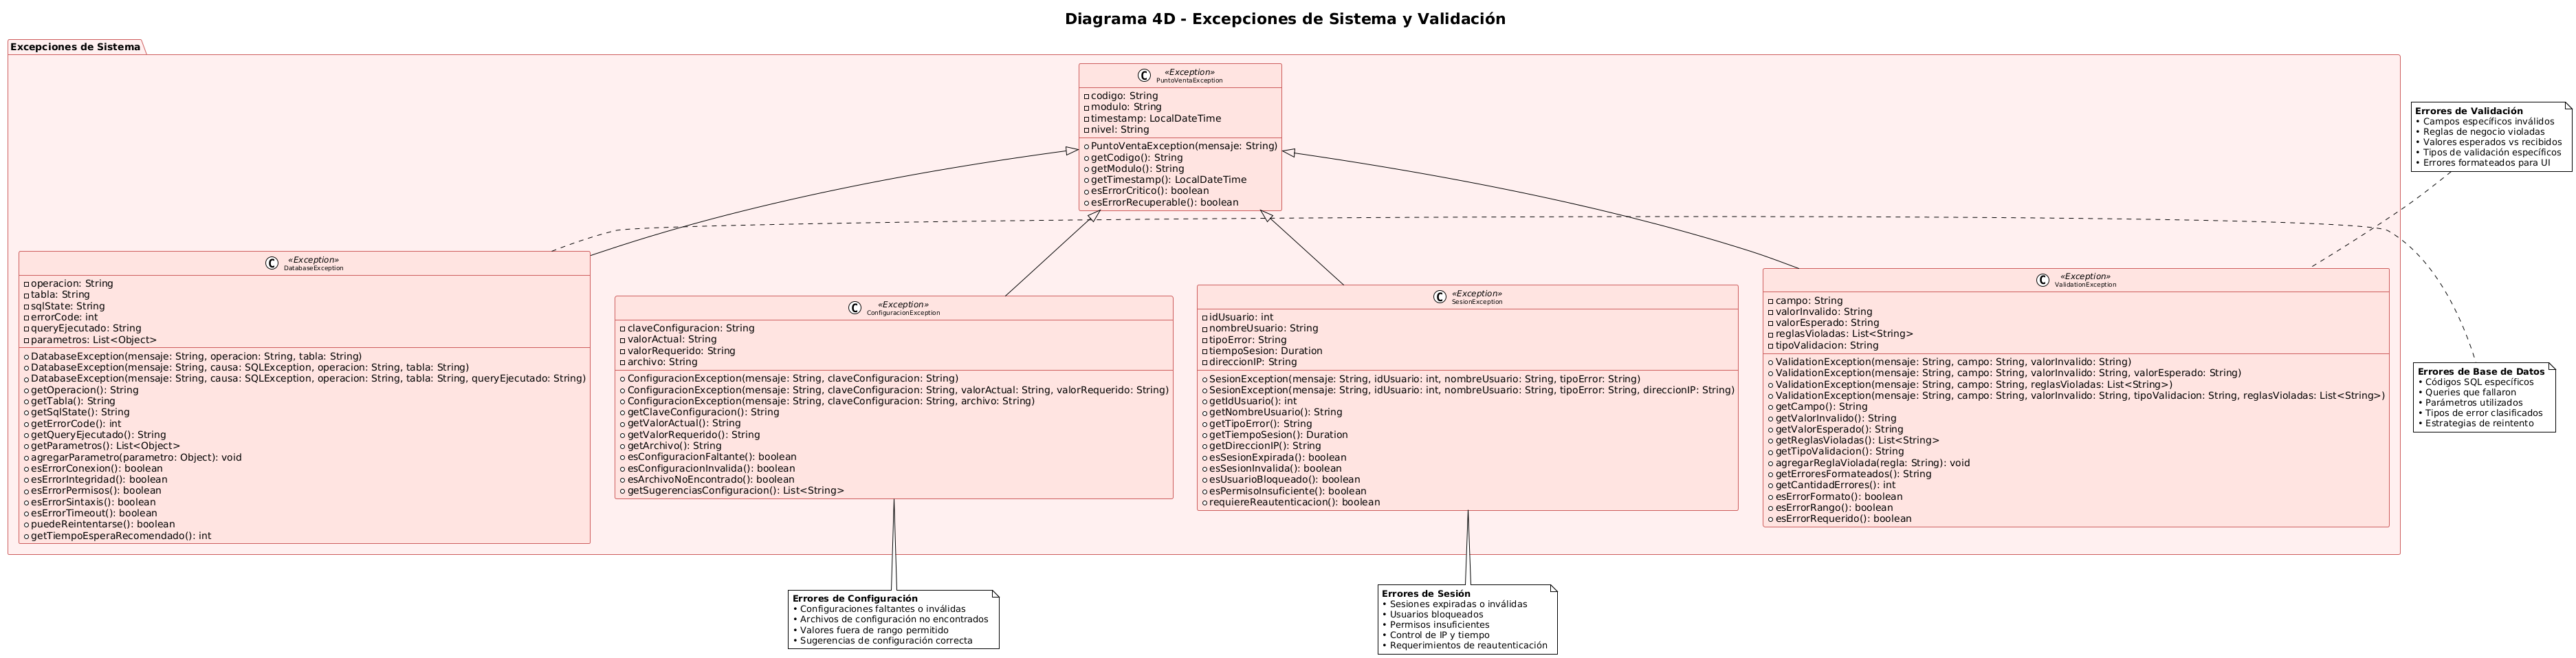 Diagrama 4D - Excepciones de Sistema y Validación
Excepciones de Sistema
C
«Exception»
PuntoVentaException
codigo: String
modulo: String
timestamp: LocalDateTime
nivel: String
PuntoVentaException(mensaje: String)
getCodigo(): String
getModulo(): String
getTimestamp(): LocalDateTime
esErrorCritico(): boolean
esErrorRecuperable(): boolean
Errores de Validación
• Campos específicos inválidos
• Reglas de negocio violadas
• Valores esperados vs recibidos
• Tipos de validación específicos
• Errores formateados para UI
C
«Exception»
DatabaseException
operacion: String
tabla: String
sqlState: String
errorCode: int
queryEjecutado: String
parametros: List<Object>
DatabaseException(mensaje: String, operacion: String, tabla: String)
DatabaseException(mensaje: String, causa: SQLException, operacion: String, tabla: String)
DatabaseException(mensaje: String, causa: SQLException, operacion: String, tabla: String, queryEjecutado: String)
getOperacion(): String
getTabla(): String
getSqlState(): String
getErrorCode(): int
getQueryEjecutado(): String
getParametros(): List<Object>
agregarParametro(parametro: Object): void
esErrorConexion(): boolean
esErrorIntegridad(): boolean
esErrorPermisos(): boolean
esErrorSintaxis(): boolean
esErrorTimeout(): boolean
puedeReintentarse(): boolean
getTiempoEsperaRecomendado(): int
C
«Exception»
ConfiguracionException
claveConfiguracion: String
valorActual: String
valorRequerido: String
archivo: String
ConfiguracionException(mensaje: String, claveConfiguracion: String)
ConfiguracionException(mensaje: String, claveConfiguracion: String, valorActual: String, valorRequerido: String)
ConfiguracionException(mensaje: String, claveConfiguracion: String, archivo: String)
getClaveConfiguracion(): String
getValorActual(): String
getValorRequerido(): String
getArchivo(): String
esConfiguracionFaltante(): boolean
esConfiguracionInvalida(): boolean
esArchivoNoEncontrado(): boolean
getSugerenciasConfiguracion(): List<String>
C
«Exception»
SesionException
idUsuario: int
nombreUsuario: String
tipoError: String
tiempoSesion: Duration
direccionIP: String
SesionException(mensaje: String, idUsuario: int, nombreUsuario: String, tipoError: String)
SesionException(mensaje: String, idUsuario: int, nombreUsuario: String, tipoError: String, direccionIP: String)
getIdUsuario(): int
getNombreUsuario(): String
getTipoError(): String
getTiempoSesion(): Duration
getDireccionIP(): String
esSesionExpirada(): boolean
esSesionInvalida(): boolean
esUsuarioBloqueado(): boolean
esPermisoInsuficiente(): boolean
requiereReautenticacion(): boolean
C
«Exception»
ValidationException
campo: String
valorInvalido: String
valorEsperado: String
reglasVioladas: List<String>
tipoValidacion: String
ValidationException(mensaje: String, campo: String, valorInvalido: String)
ValidationException(mensaje: String, campo: String, valorInvalido: String, valorEsperado: String)
ValidationException(mensaje: String, campo: String, reglasVioladas: List<String>)
ValidationException(mensaje: String, campo: String, valorInvalido: String, tipoValidacion: String, reglasVioladas: List<String>)
getCampo(): String
getValorInvalido(): String
getValorEsperado(): String
getReglasVioladas(): List<String>
getTipoValidacion(): String
agregarReglaViolada(regla: String): void
getErroresFormateados(): String
getCantidadErrores(): int
esErrorFormato(): boolean
esErrorRango(): boolean
esErrorRequerido(): boolean
Errores de Base de Datos
• Códigos SQL específicos
• Queries que fallaron
• Parámetros utilizados
• Tipos de error clasificados
• Estrategias de reintento
Errores de Configuración
• Configuraciones faltantes o inválidas
• Archivos de configuración no encontrados
• Valores fuera de rango permitido
• Sugerencias de configuración correcta
Errores de Sesión
• Sesiones expiradas o inválidas
• Usuarios bloqueados
• Permisos insuficientes
• Control de IP y tiempo
• Requerimientos de reautenticación